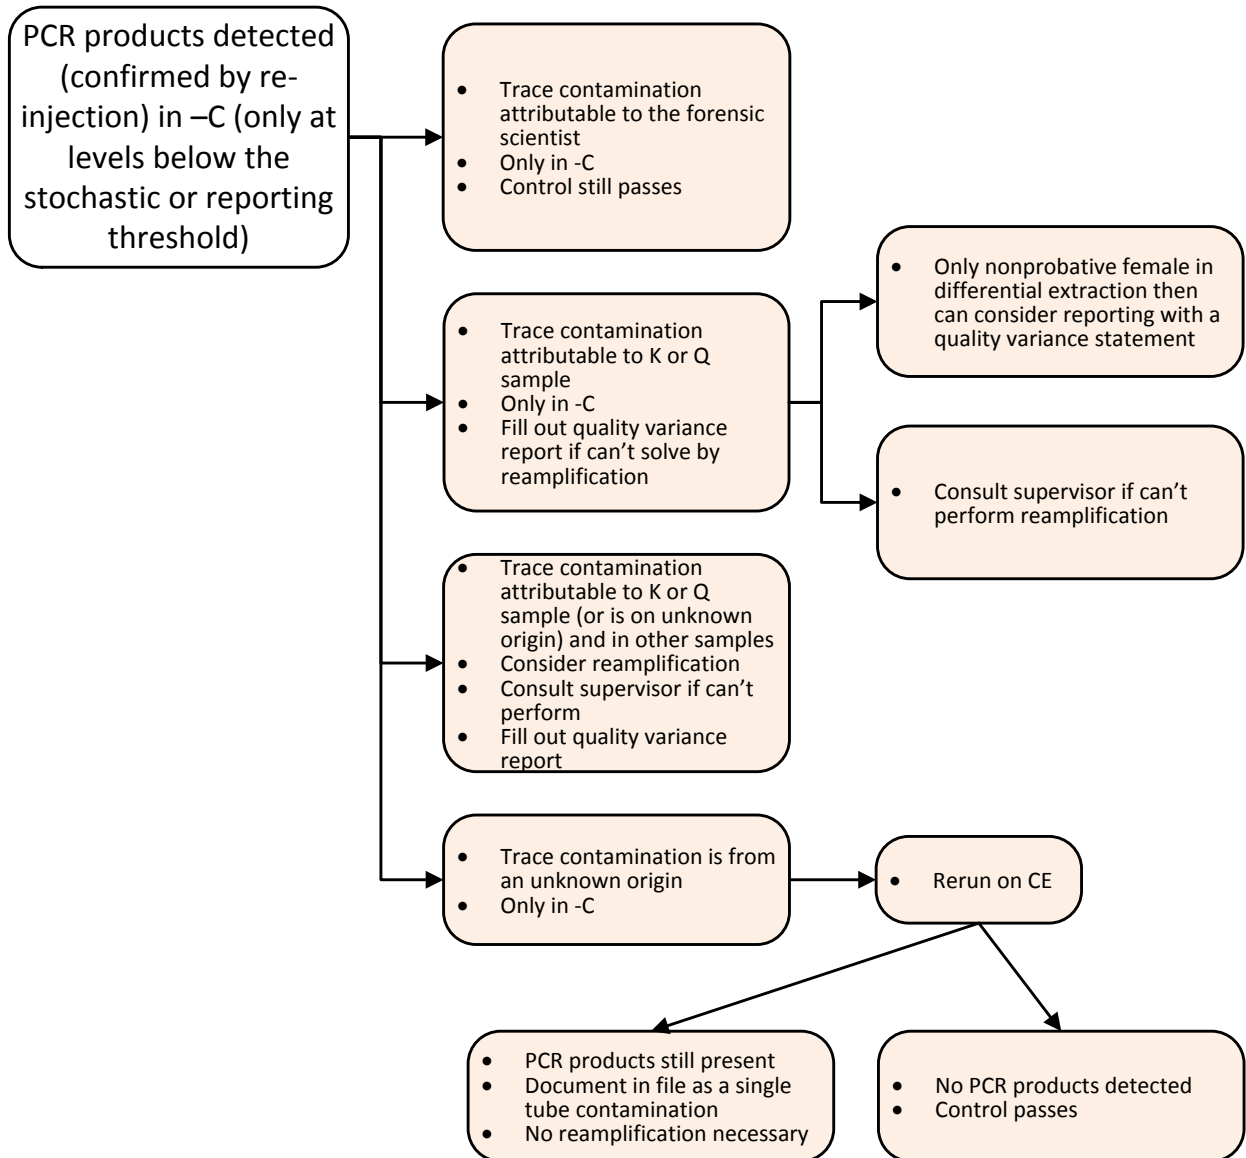 PCR products detected
(confirmed by re-
injection) in –C (only at
levels below the
stochastic or reporting
threshold)
• Trace contamination
attributable to the forensic
scientist
• Only in -C
• Control still passes
• Trace contamination
attributable to K or Q
sample
• Only in -C
• Fill out quality variance
report if can’t solve by
reamplification
• Only nonprobative female in
differential extraction then
can consider reporting with a
quality variance statement
• Consult supervisor if can’t
perform reamplification
• Trace contamination
attributable to K or Q
sample (or is on unknown
origin) and in other samples
• Consider reamplification
• Consult supervisor if can’t
perform
• Fill out quality variance
report
• Trace contamination is from
an unknown origin
• Only in -C
• Rerun on CE
• PCR products still present
• Document in file as a single
tube contamination
• No reamplification necessary
• No PCR products detected
• Control passes